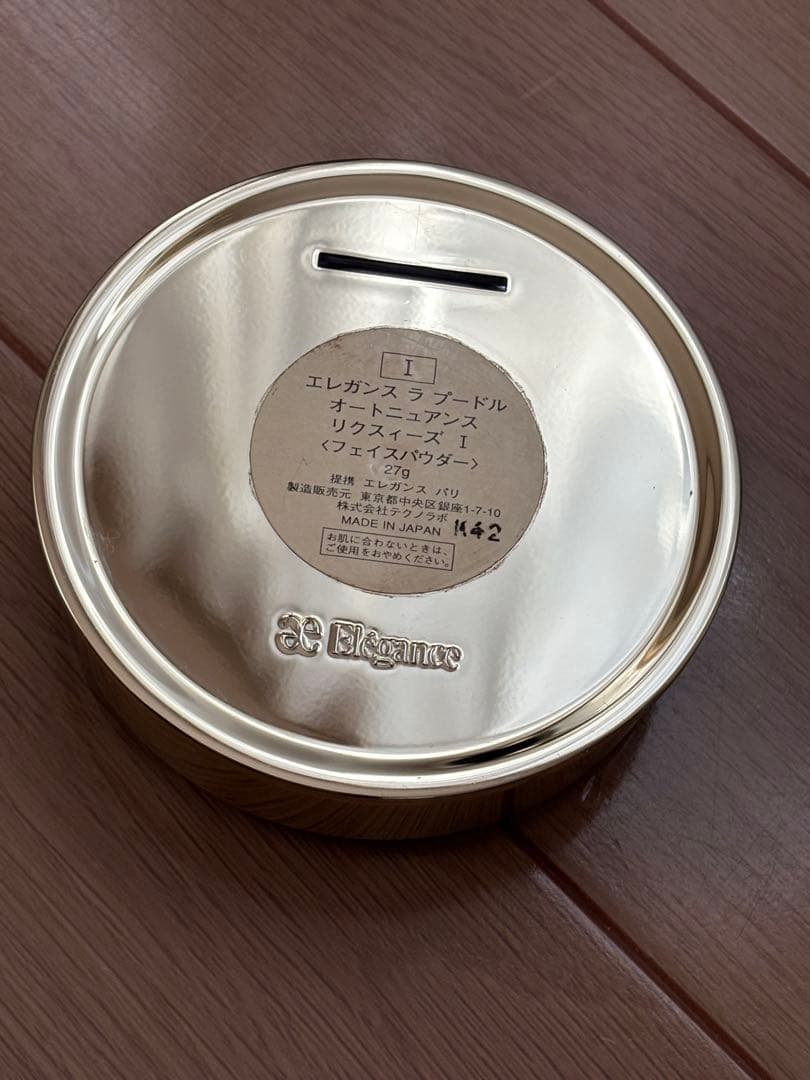 I
エレガンス ラ プードル
オートニュアンス
リクスィーズ I
〈フェイスパウダー〉
27g
提携 エレガンス パリ
製造販売元 東京都中央区銀座1-7-10
株式会社テクノラボ
MADE IN JAPAN
お肌に合わないときは、
ご使用をおやめください。
æ Elégance